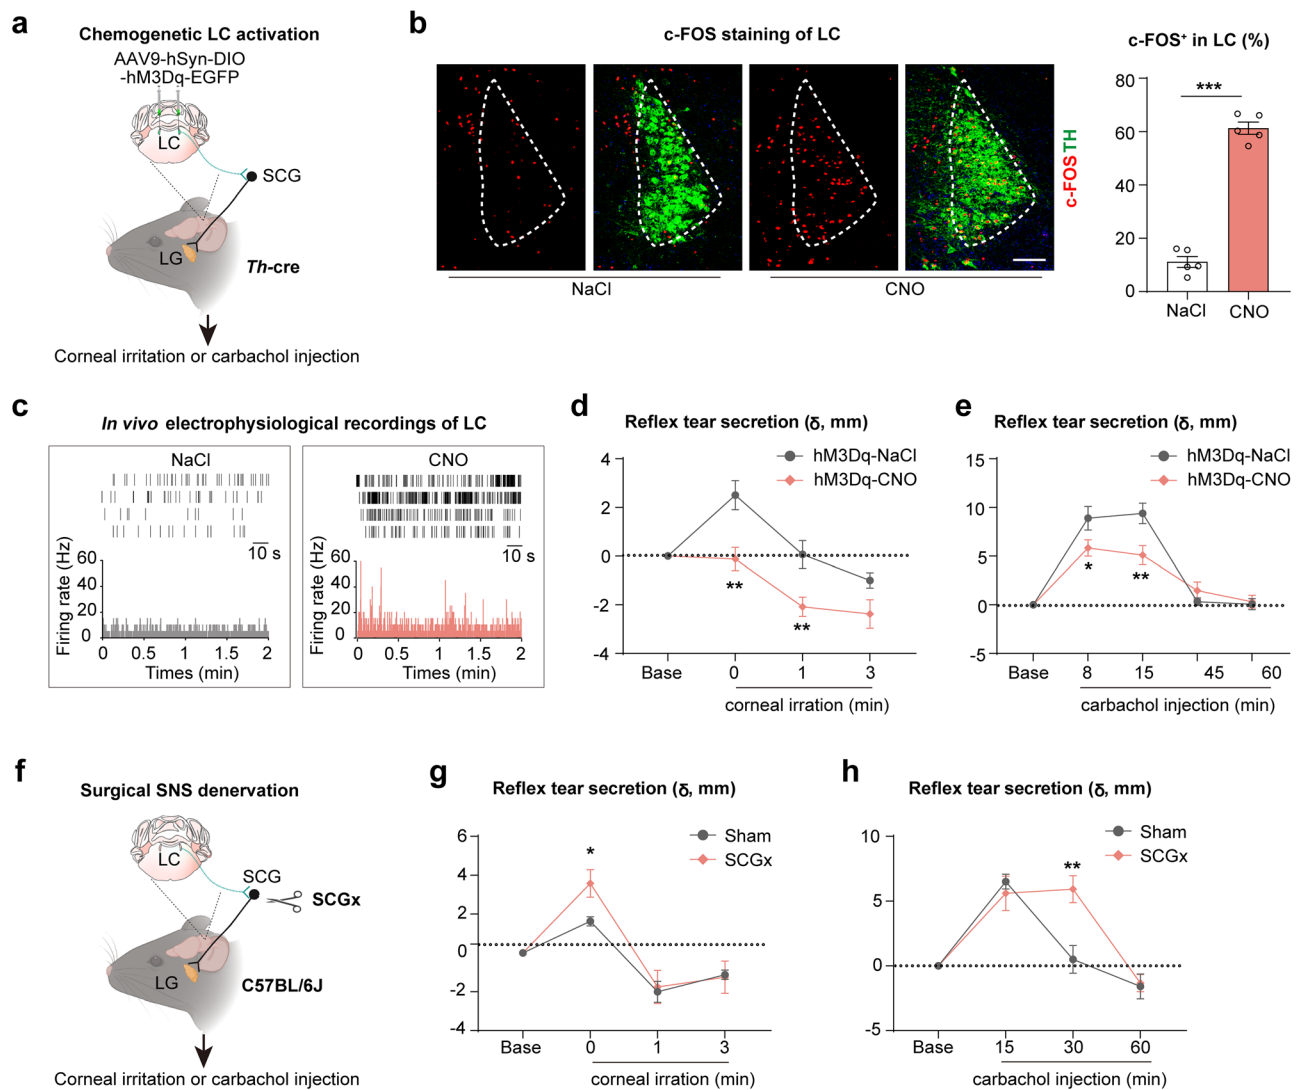 a
Chemogenetic LC activation
AAV9-hSyn-DIO
-hM3Dq-EGFP
LC
SCG
LG
Th-cre
Corneal irritation or carbachol injection
b
c-FOS staining of LC
NaCl
CNO
c-FOS TH
c-FOS⁺ in LC (%)
80
60
40
20
0
***
NaCl
CNO
c
In vivo electrophysiological recordings of LC
NaCl
10 s
Firing rate (Hz)
60
40
20
0
0 0.5 1 1.5 2
Times (min)
CNO
10 s
Firing rate (Hz)
60
40
20
0
0 0.5 1 1.5 2
Times (min)
d
Reflex tear secretion (δ, mm)
hM3Dq-NaCl
hM3Dq-CNO
4
2
0
-2
-4
**
**
Base 0 1 3
corneal irration (min)
e
Reflex tear secretion (δ, mm)
hM3Dq-NaCl
hM3Dq-CNO
15
10
5
0
-5
*
**
Base 8 15 45 60
carbachol injection (min)
f
Surgical SNS denervation
LC
SCG
SCGx
LG
C57BL/6J
Corneal irritation or carbachol injection
g
Reflex tear secretion (δ, mm)
Sham
SCGx
6
4
2
0
-2
-4
*
Base 0 1 3
corneal irration (min)
h
Reflex tear secretion (δ, mm)
Sham
SCGx
10
5
0
-5
**
Base 15 30 60
carbachol injection (min)